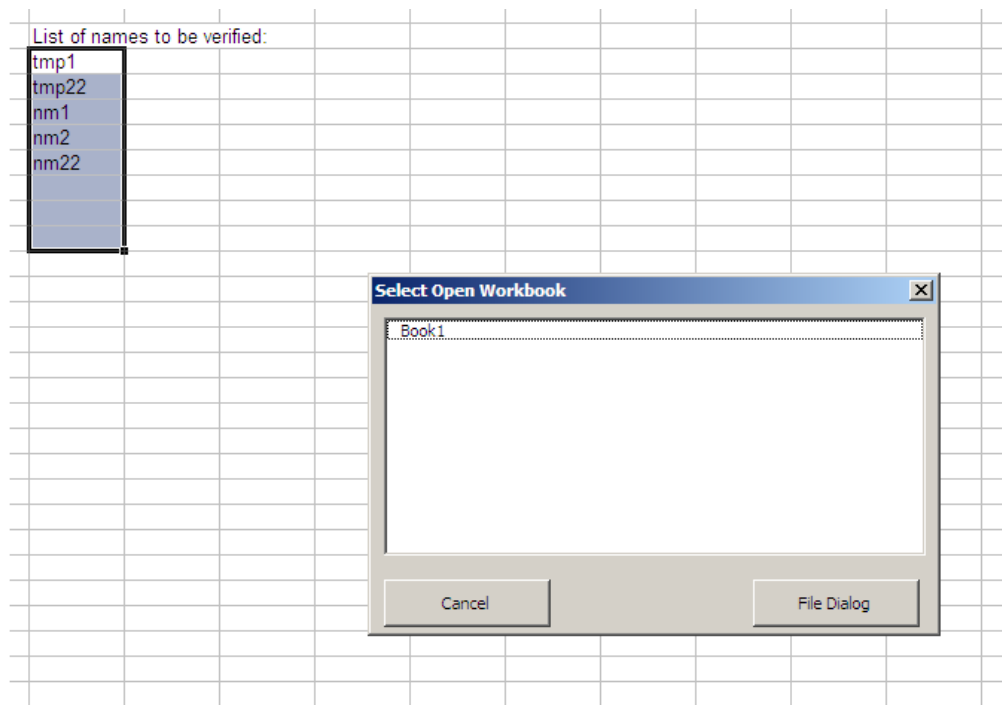 List of names to be verified:
tmp1
tmp22
nm1
nm2
nm22
Select Open Workbook
Book1
Cancel
File Dialog